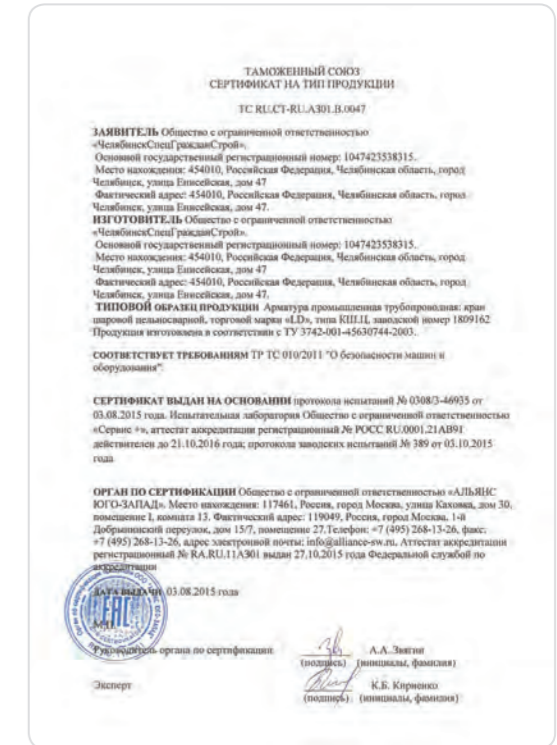 ТАМОЖЕННЫЙ СОЮЗ
СЕРТИФИКАТ НА ТИП ПРОДУКЦИИ
ТС RU.CT-RU.А301.В.0047
ЗАЯВИТЕЛЬ Общество с ограниченной ответственностью
«ЧелябинскСпецГражданСтрой».
Основной государственный регистрационный номер: 1047423538315.
Место нахождения: 454010, Российская Федерация, Челябинская область, город
Челябинск, улица Енисейская, дом 47
Фактический адрес: 454010, Российская Федерация, Челябинская область, город
Челябинск, улица Енисейская, дом 47.
ИЗГОТОВИТЕЛЬ Общество с ограниченной ответственностью
«ЧелябинскСпецГражданСтрой».
Основной государственный регистрационный номер: 1047423538315.
Место нахождения: 454010, Российская Федерация, Челябинская область, город
Челябинск, улица Енисейская, дом 47
Фактический адрес: 454010, Российская Федерация, Челябинская область, город
Челябинск, улица Енисейская, дом 47.
ТИПОВОЙ ОБРАЗЕЦ ПРОДУКЦИИ Арматура промышленная трубопроводная: кран
шаровой цельносварной, торговой марки «LD», типа КШ.Ц, заводской номер 1809162
Продукция изготовлена в соответствии с ТУ 3742-001-45630744-2003.
СООТВЕТСТВУЕТ ТРЕБОВАНИЯМ ТР ТС 010/2011 "О безопасности машин и
оборудования".
СЕРТИФИКАТ ВЫДАН НА ОСНОВАНИИ протокола испытаний № 0308/3-46935 от
03.08.2015 года. Испытательная лаборатория Общество с ограниченной ответственностью
«Сервис +», аттестат аккредитации регистрационный № РОСС RU.0001.21АВ91
действителен до 21.10.2016 года; протокола заводских испытаний № 389 от 03.10.2015
года
ОРГАН ПО СЕРТИФИКАЦИИ Общество с ограниченной ответственностью «АЛЬЯНС
ЮГО-ЗАПАД». Место нахождения: 117461, Россия, город Москва, улица Каховка, дом 30,
помещение I, комната 13. Фактический адрес: 119049, Россия, город Москва, 1-й
Добрынинский переулок, дом 15/7, помещение 27.Телефон: +7 (495) 268-13-26, факс:
+7 (495) 268-13-26, адрес электронной почты: info@alliance-sw.ru. Аттестат аккредитации
регистрационный № RA.RU.11А301 выдан 27.10.2015 года Федеральной службой по
аккредитации
ДАТА ВЫДАЧИ 03.08.2015 года
М.П.
EAC
Руководитель органа по сертификации
А.А. Звягин
(подпись) (инициалы, фамилия)
Эксперт
К.Б. Кириенко
(подпись) (инициалы, фамилия)